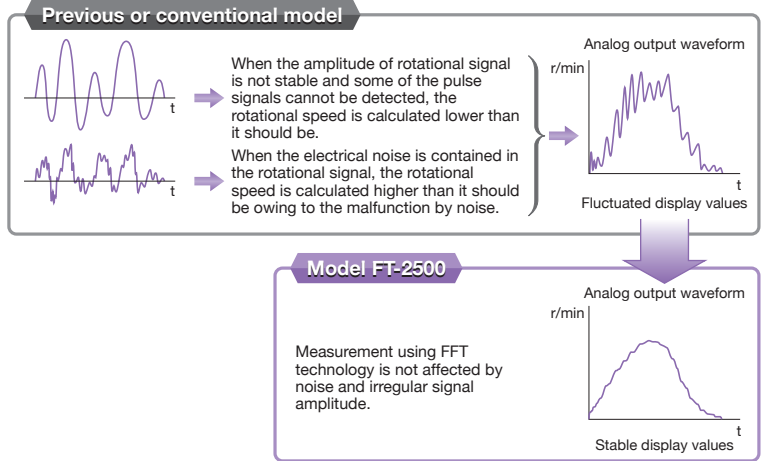 Previous or conventional model
t
When the amplitude of rotational signal
is not stable and some of the pulse
signals cannot be detected, the
rotational speed is calculated lower than
it should be.
t
When the electrical noise is contained in
the rotational signal, the rotational
speed is calculated higher than it should
be owing to the malfunction by noise.
Analog output waveform
r/min
t
Fluctuated display values
Model FT-2500
Measurement using FFT
technology is not affected by
noise and irregular signal
amplitude.
Analog output waveform
r/min
t
Stable display values